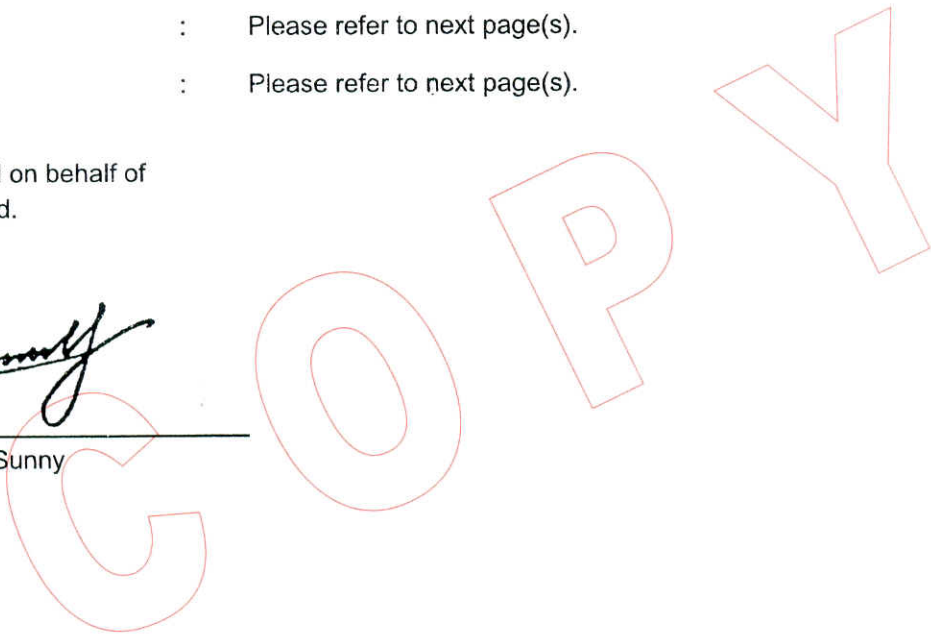 : Please refer to next page(s).
: Please refer to next page(s).
on behalf of
d.
Sunny
COPY